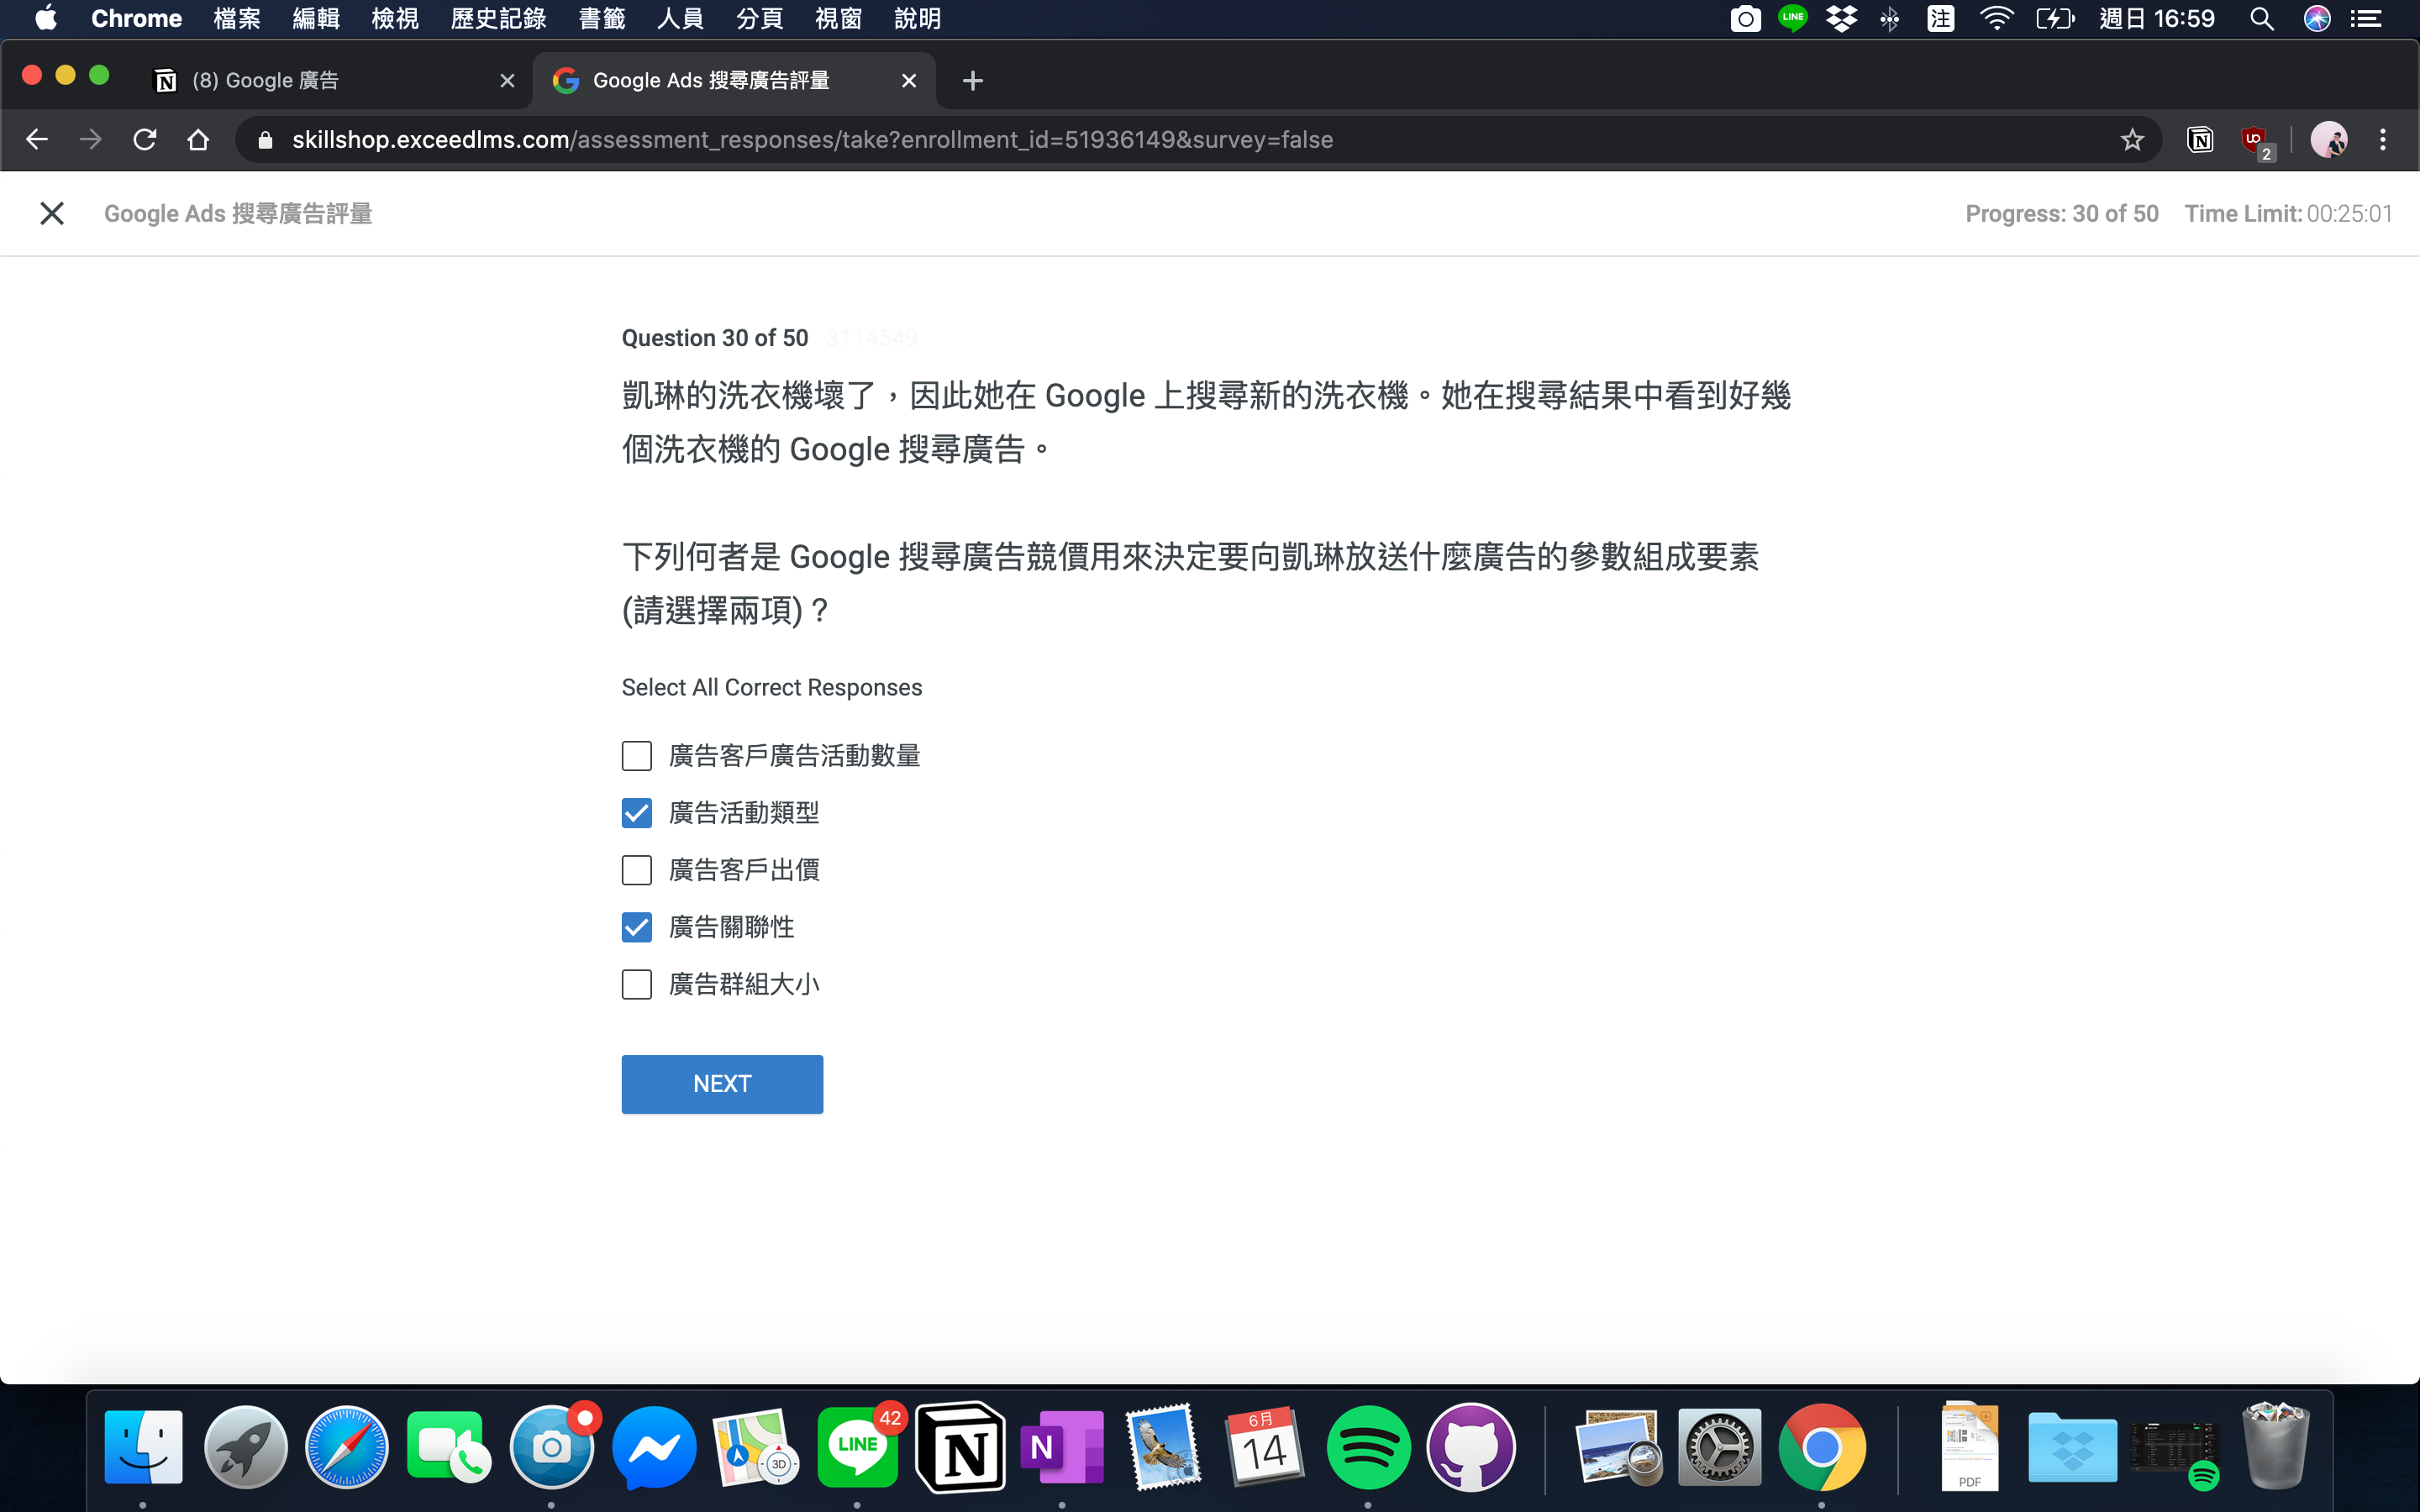 Chrome 檔案 編輯 檢視 歷史記錄 書籤 人員 分頁 視窗 說明
LINE 注 週日 16:59
(8) Google 廣告
Google Ads 搜尋廣告評量
skillshop.exceedlms.com/assessment_responses/take?enrollment_id=51936149&survey=false
2
Google Ads 搜尋廣告評量
Progress: 30 of 50 Time Limit: 00:25:01
Question 30 of 50 3114549
凱琳的洗衣機壞了，因此她在 Google 上搜尋新的洗衣機。她在搜尋結果中看到好幾
個洗衣機的 Google 搜尋廣告。
下列何者是 Google 搜尋廣告競價用來決定要向凱琳放送什麼廣告的參數組成要素
(請選擇兩項)？
Select All Correct Responses
廣告客戶廣告活動數量
廣告活動類型
廣告客戶出價
廣告關聯性
廣告群組大小
NEXT
3D
LINE
42
N
N
6月
14
PDF